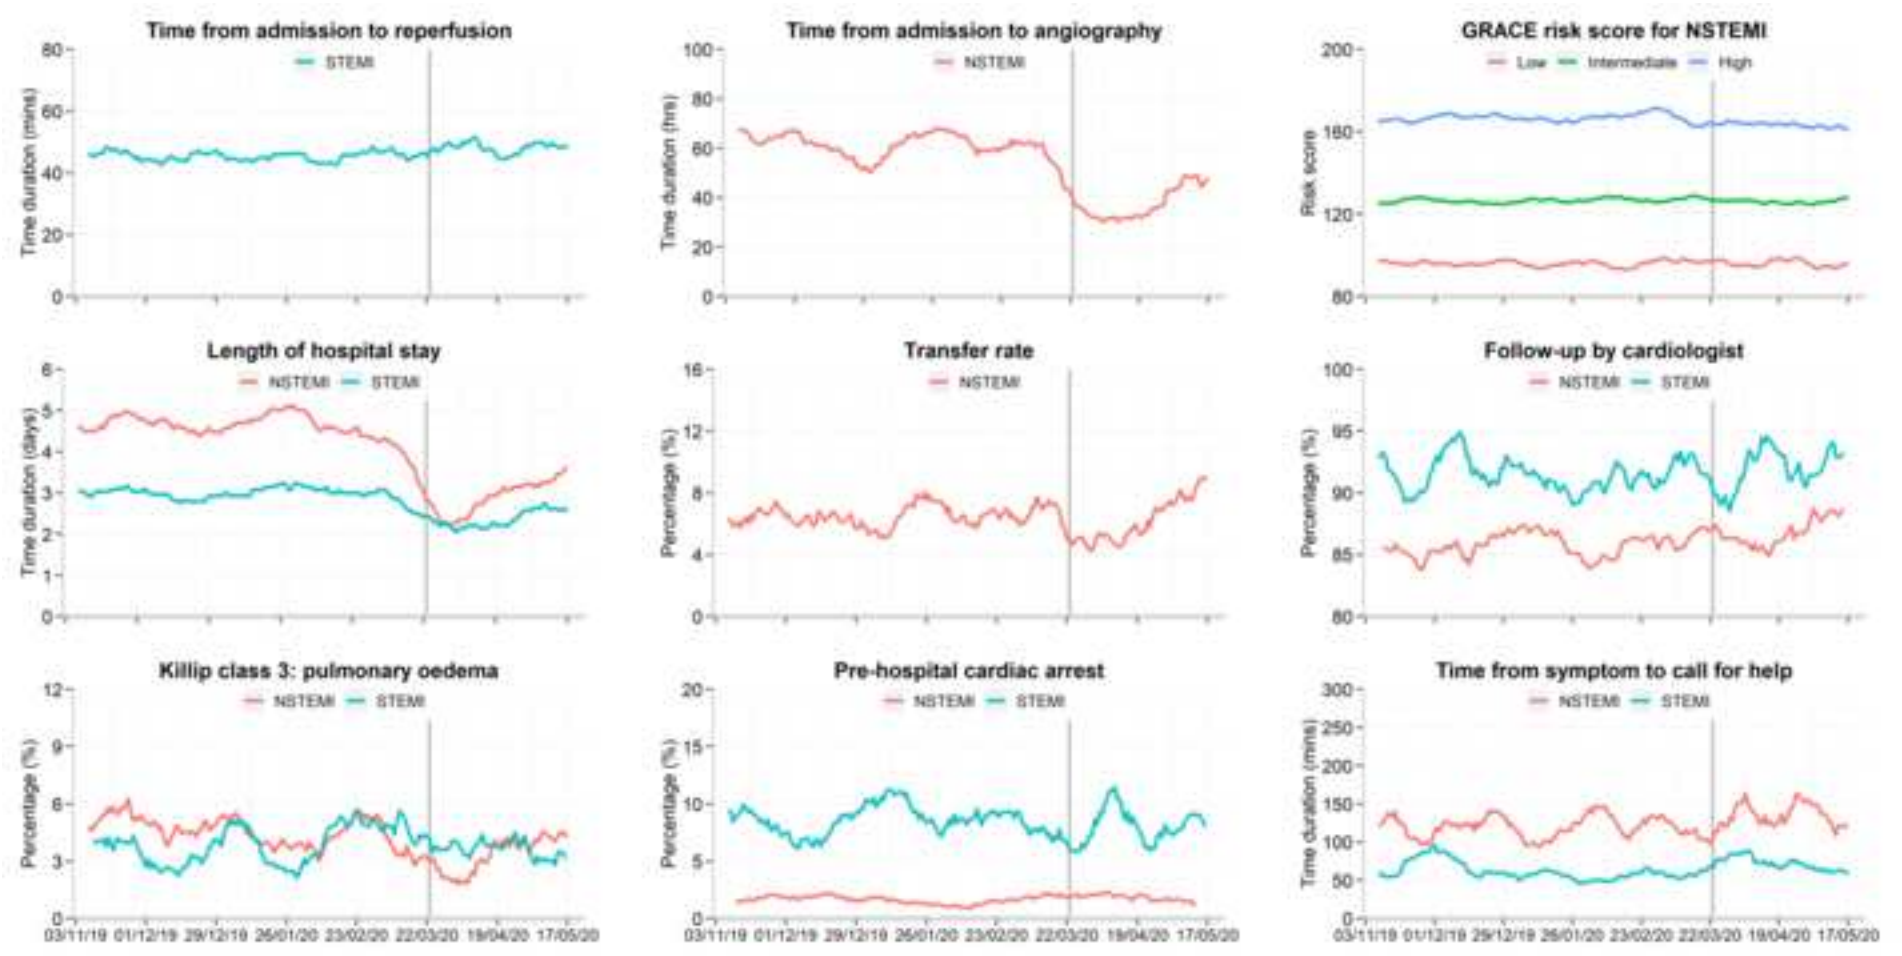 Time from admission to reperfusion
STEMI
Time duration (mins)
80
60
40
20
0
Time from admission to angiography
NSTEMI
Time duration (hrs)
100
80
60
40
20
0
GRACE risk score for NSTEMI
Low Intermediate High
Risk score
200
160
120
80
Length of hospital stay
NSTEMI STEMI
Time duration (days)
6
5
4
3
2
1
0
Transfer rate
NSTEMI
Percentage (%)
16
12
8
4
0
Follow-up by cardiologist
NSTEMI STEMI
Percentage (%)
100
95
90
85
80
Killip class 3: pulmonary oedema
NSTEMI STEMI
Percentage (%)
12
9
6
3
0
03/11/19 01/12/19 29/12/19 26/01/20 23/02/20 22/03/20 19/04/20 17/05/20
Pre-hospital cardiac arrest
NSTEMI STEMI
Percentage (%)
20
15
10
5
0
03/11/19 01/12/19 29/12/19 26/01/20 23/02/20 22/03/20 19/04/20 17/05/20
Time from symptom to call for help
NSTEMI STEMI
Time duration (mins)
300
250
200
150
100
50
0
03/11/19 01/12/19 29/12/19 26/01/20 23/02/20 22/03/20 19/04/20 17/05/20